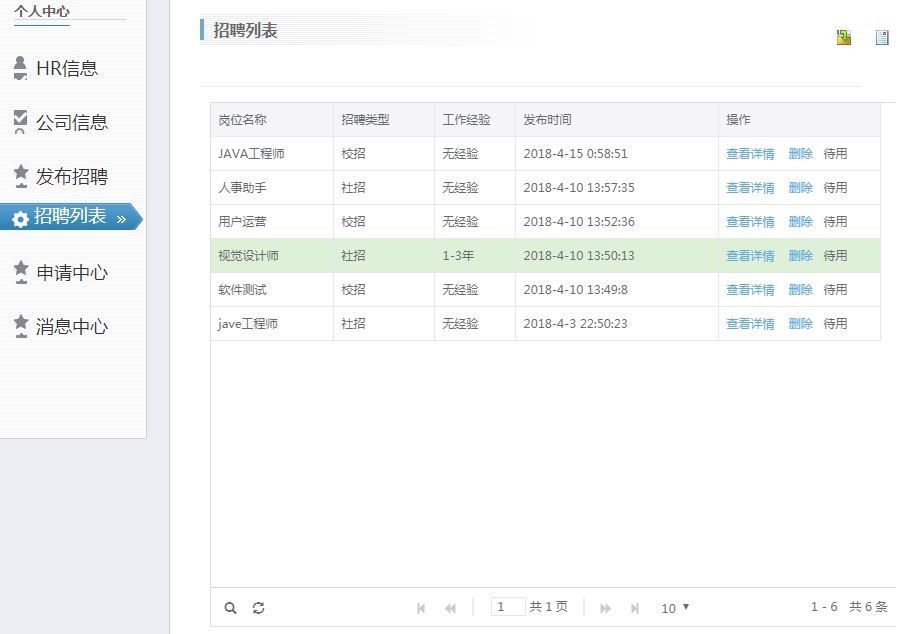 个人中心
HR信息
公司信息
发布招聘
招聘列表 »
申请中心
消息中心
招聘列表
岗位名称 招聘类型 工作经验 发布时间 操作
JAVA工程师 校招 无经验 2018-4-15 0:58:51 查看详情 删除 待用
人事助手 社招 无经验 2018-4-10 13:57:35 查看详情 删除 待用
用户运营 校招 无经验 2018-4-10 13:52:36 查看详情 删除 待用
视觉设计师 社招 1-3年 2018-4-10 13:50:13 查看详情 删除 待用
软件测试 校招 无经验 2018-4-10 13:49:8 查看详情 删除 待用
jave工程师 社招 无经验 2018-4-3 22:50:23 查看详情 删除 待用
1 共 1 页 10 ▼ 1 - 6 共 6 条